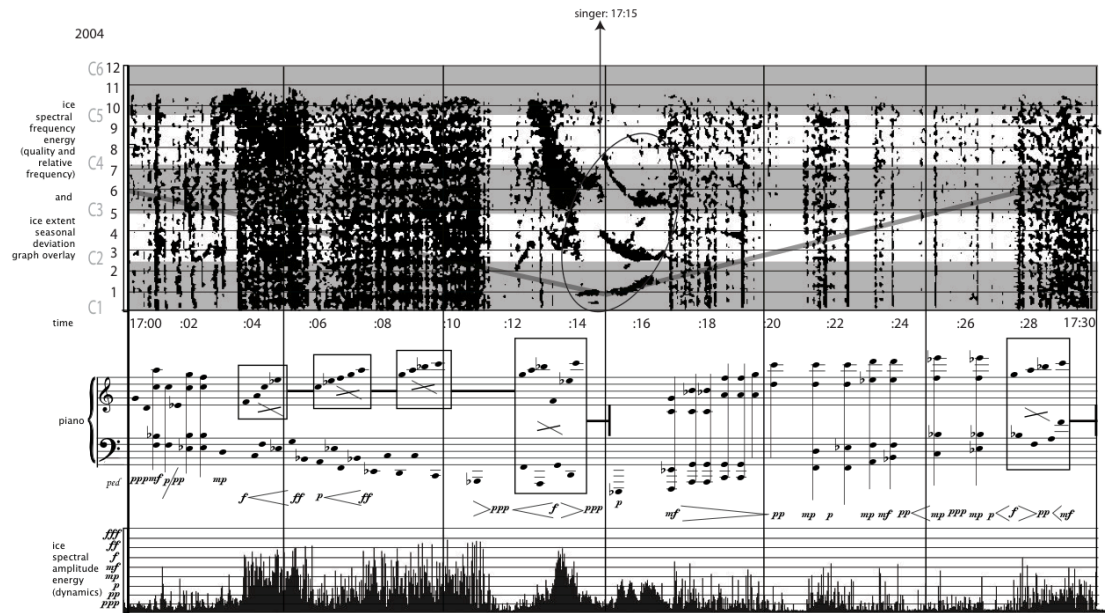 singer: 17:15
2004
C6 12
11
10
C5
9
8
C4
7
6
C3
5
4
3
C2
2
1
C1
ice
spectral
frequency
energy
(quality and
relative
frequency)
and
ice extent
seasonal
deviation
graph overlay
time 17:00 :02 :04 :06 :08 :10 :12 :14 :16 :18 :20 :22 :24 :26 :28 17:30
piano
ped ppp mf p/pp mp
f ff p ff
ppp f ppp
p
mf pp mp p mp mf pp mp ppp mp p f pp mf
ice
spectral
amplitude
energy
(dynamics)
fff
ff
f
mf
mp
p
pp
ppp